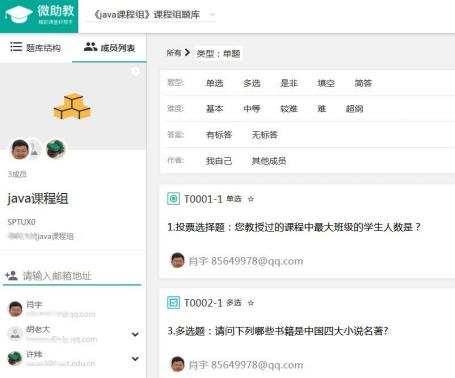 微助教
《java课程组》课程组题库
题库结构
成员列表
3成员
java课程组
SPTUX0
java课程组
请输入邮箱地址
肖宇
@qq.com
胡老大
@qq.com
许炜
.edu.cn
所有 > 类型：单题
题型： 单选 多选 是非 填空 简答
难度： 基本 中等 较难 难 超纲
答案： 有标答 无标答
作者： 我自己 其他成员
T0001-1 单选 ☆
1.投票选择题：您教授过的课程中最大班级的学生人数是？
肖宇 85649978@qq.com
T0002-1 多选 ☆
3.多选题：请问下列哪些书籍是中国四大小说名著？
肖宇 85649978@qq.com